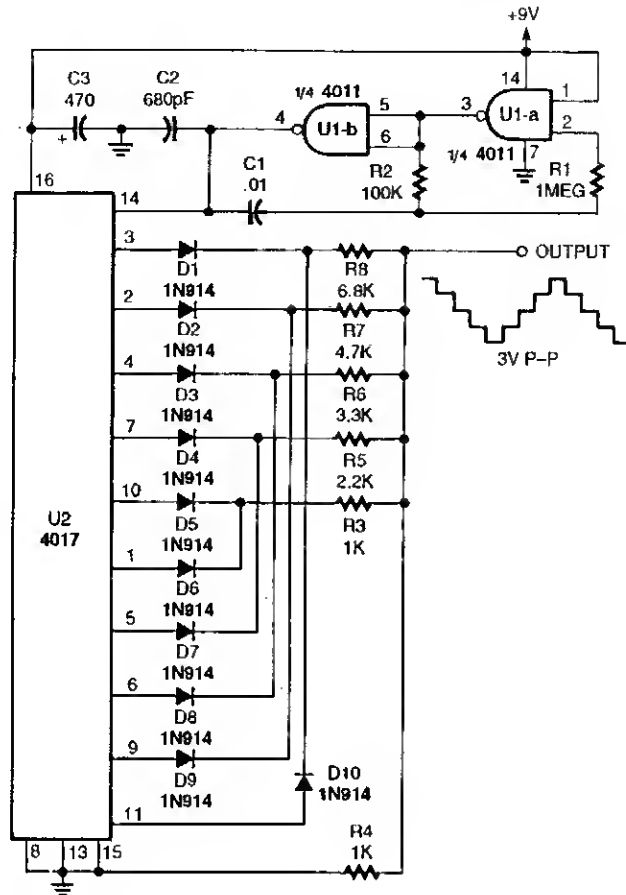 +9V
C3
470
C2
680pF
1/4 4011
14
1
4
U1-b
5
6
3
U1-a
2
1/4 4011
7
+
16
C1
.01
R2
100K
R1
1MEG
14
3
D1
1N914
R8
6.8K
OUTPUT
2
D2
1N914
R7
4.7K
3V P-P
4
D3
1N914
R6
3.3K
7
D4
1N914
R5
2.2K
10
D5
1N914
R3
1K
U2
4017
1
D6
1N914
5
D7
1N914
6
D8
1N914
9
D9
1N914
D10
1N914
11
R4
1K
8
13
15